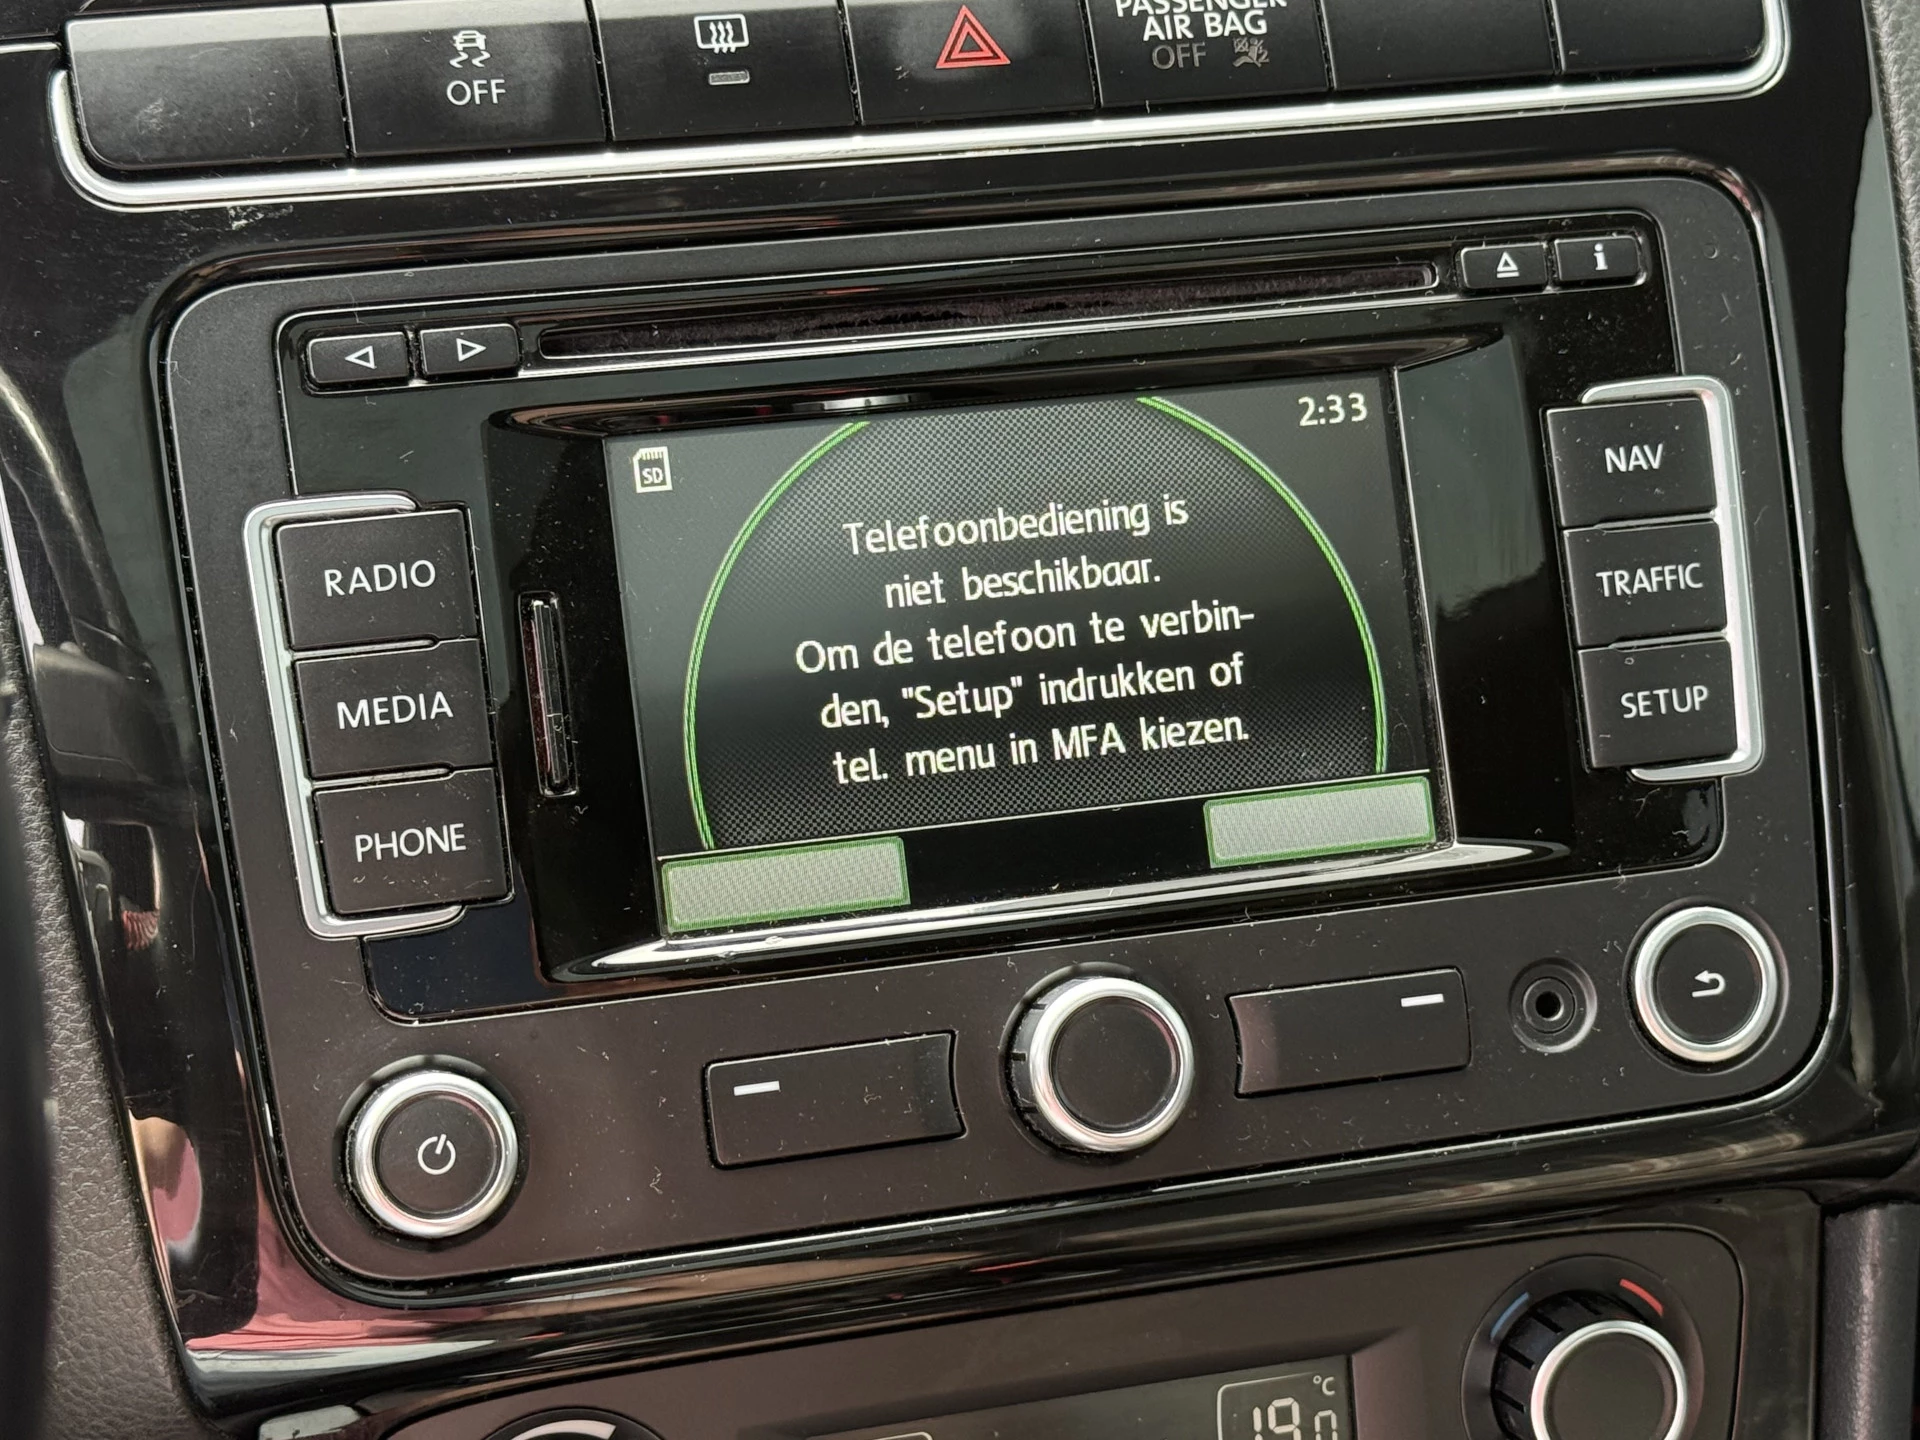 OFF
PASSENGER
AIR BAG
OFF
i
2:33
SD
NAV
Telefoonbediening is
niet beschikbaar.
Om de telefoon te verbin-
den, "Setup" indrukken of
tel. menu in MFA kiezen.
RADIO
TRAFFIC
MEDIA
SETUP
PHONE
°C